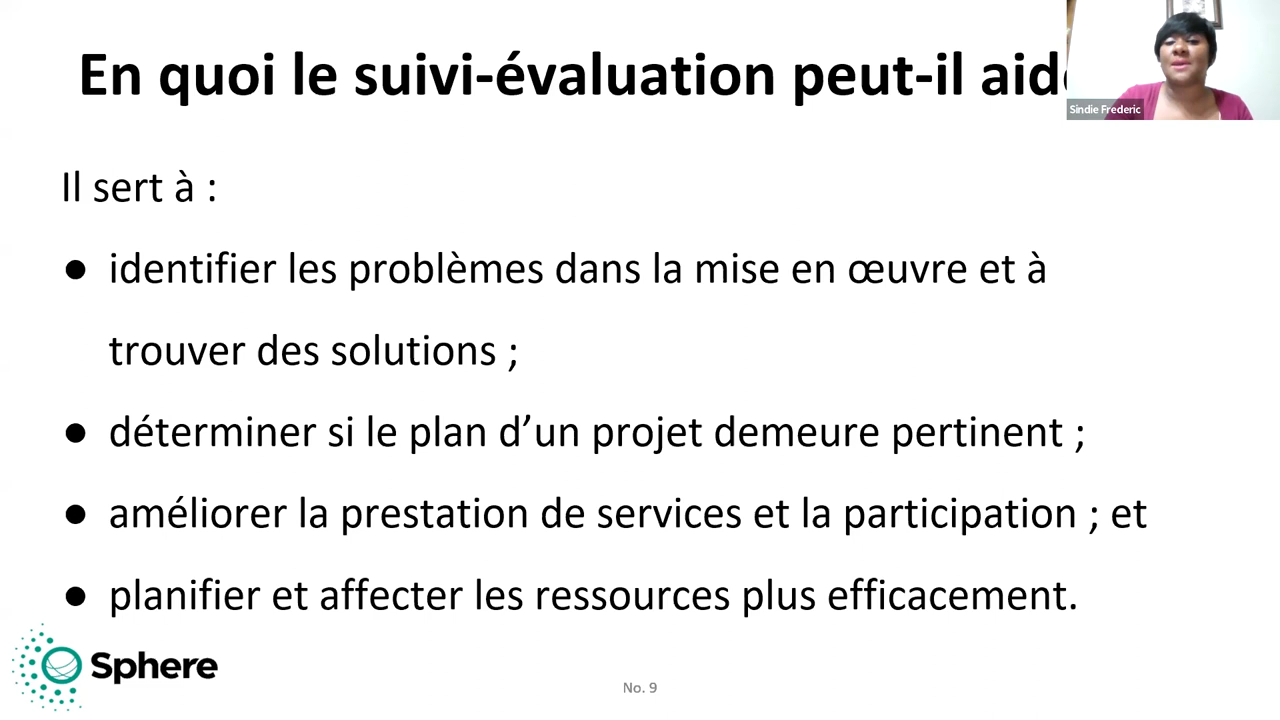 En quoi le suivi-évaluation peut-il
Sindie Frederic
Il sert à :
● identifier les problèmes dans la mise en œuvre et à
trouver des solutions ;
● déterminer si le plan d’un projet demeure pertinent ;
● améliorer la prestation de services et la participation ; et
● planifier et affecter les ressources plus efficacement.
Sphere
No. 9